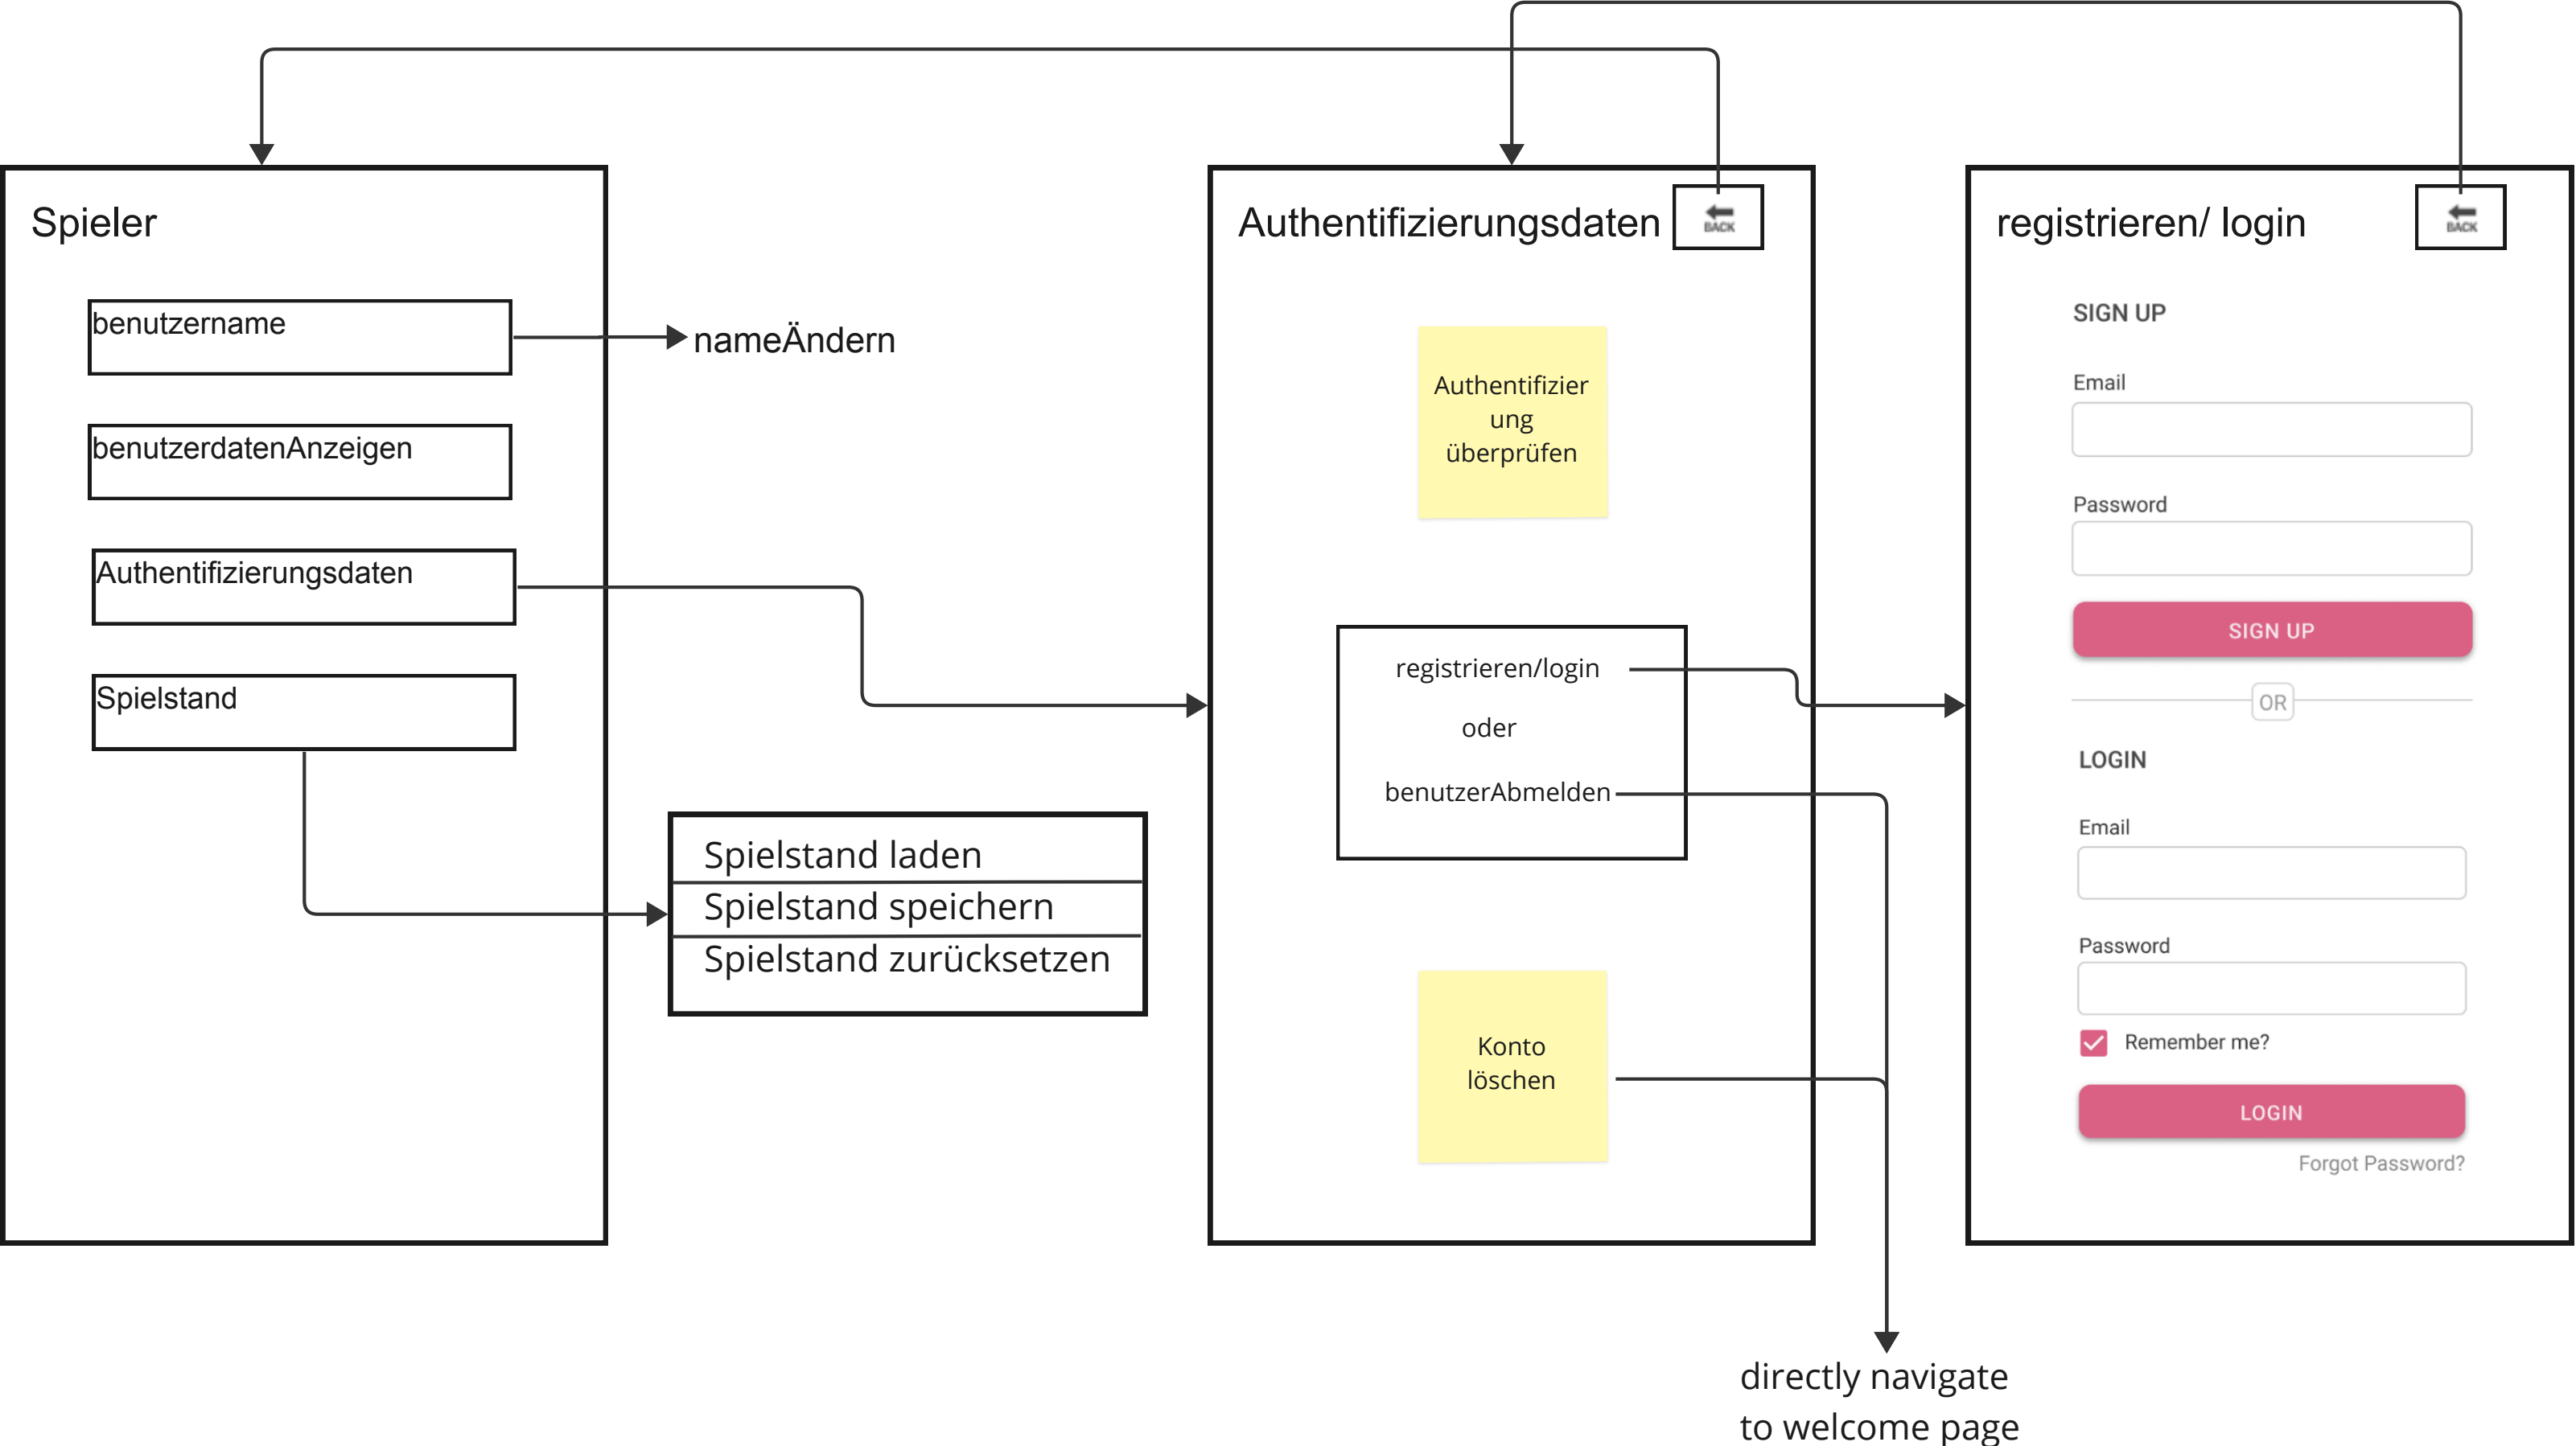 Spieler
benutzername
nameÄndern
benutzerdatenAnzeigen
Authentifizierungsdaten
Spielstand
Spielstand laden
Spielstand speichern
Spielstand zurücksetzen
Authentifizierungsdaten
BACK
Authentifizier
ung
überprüfen
registrieren/login
oder
benutzerAbmelden
Konto
löschen
directly navigate
to welcome page
registrieren/ login
BACK
SIGN UP
Email
Password
SIGN UP
OR
LOGIN
Email
Password
Remember me?
LOGIN
Forgot Password?